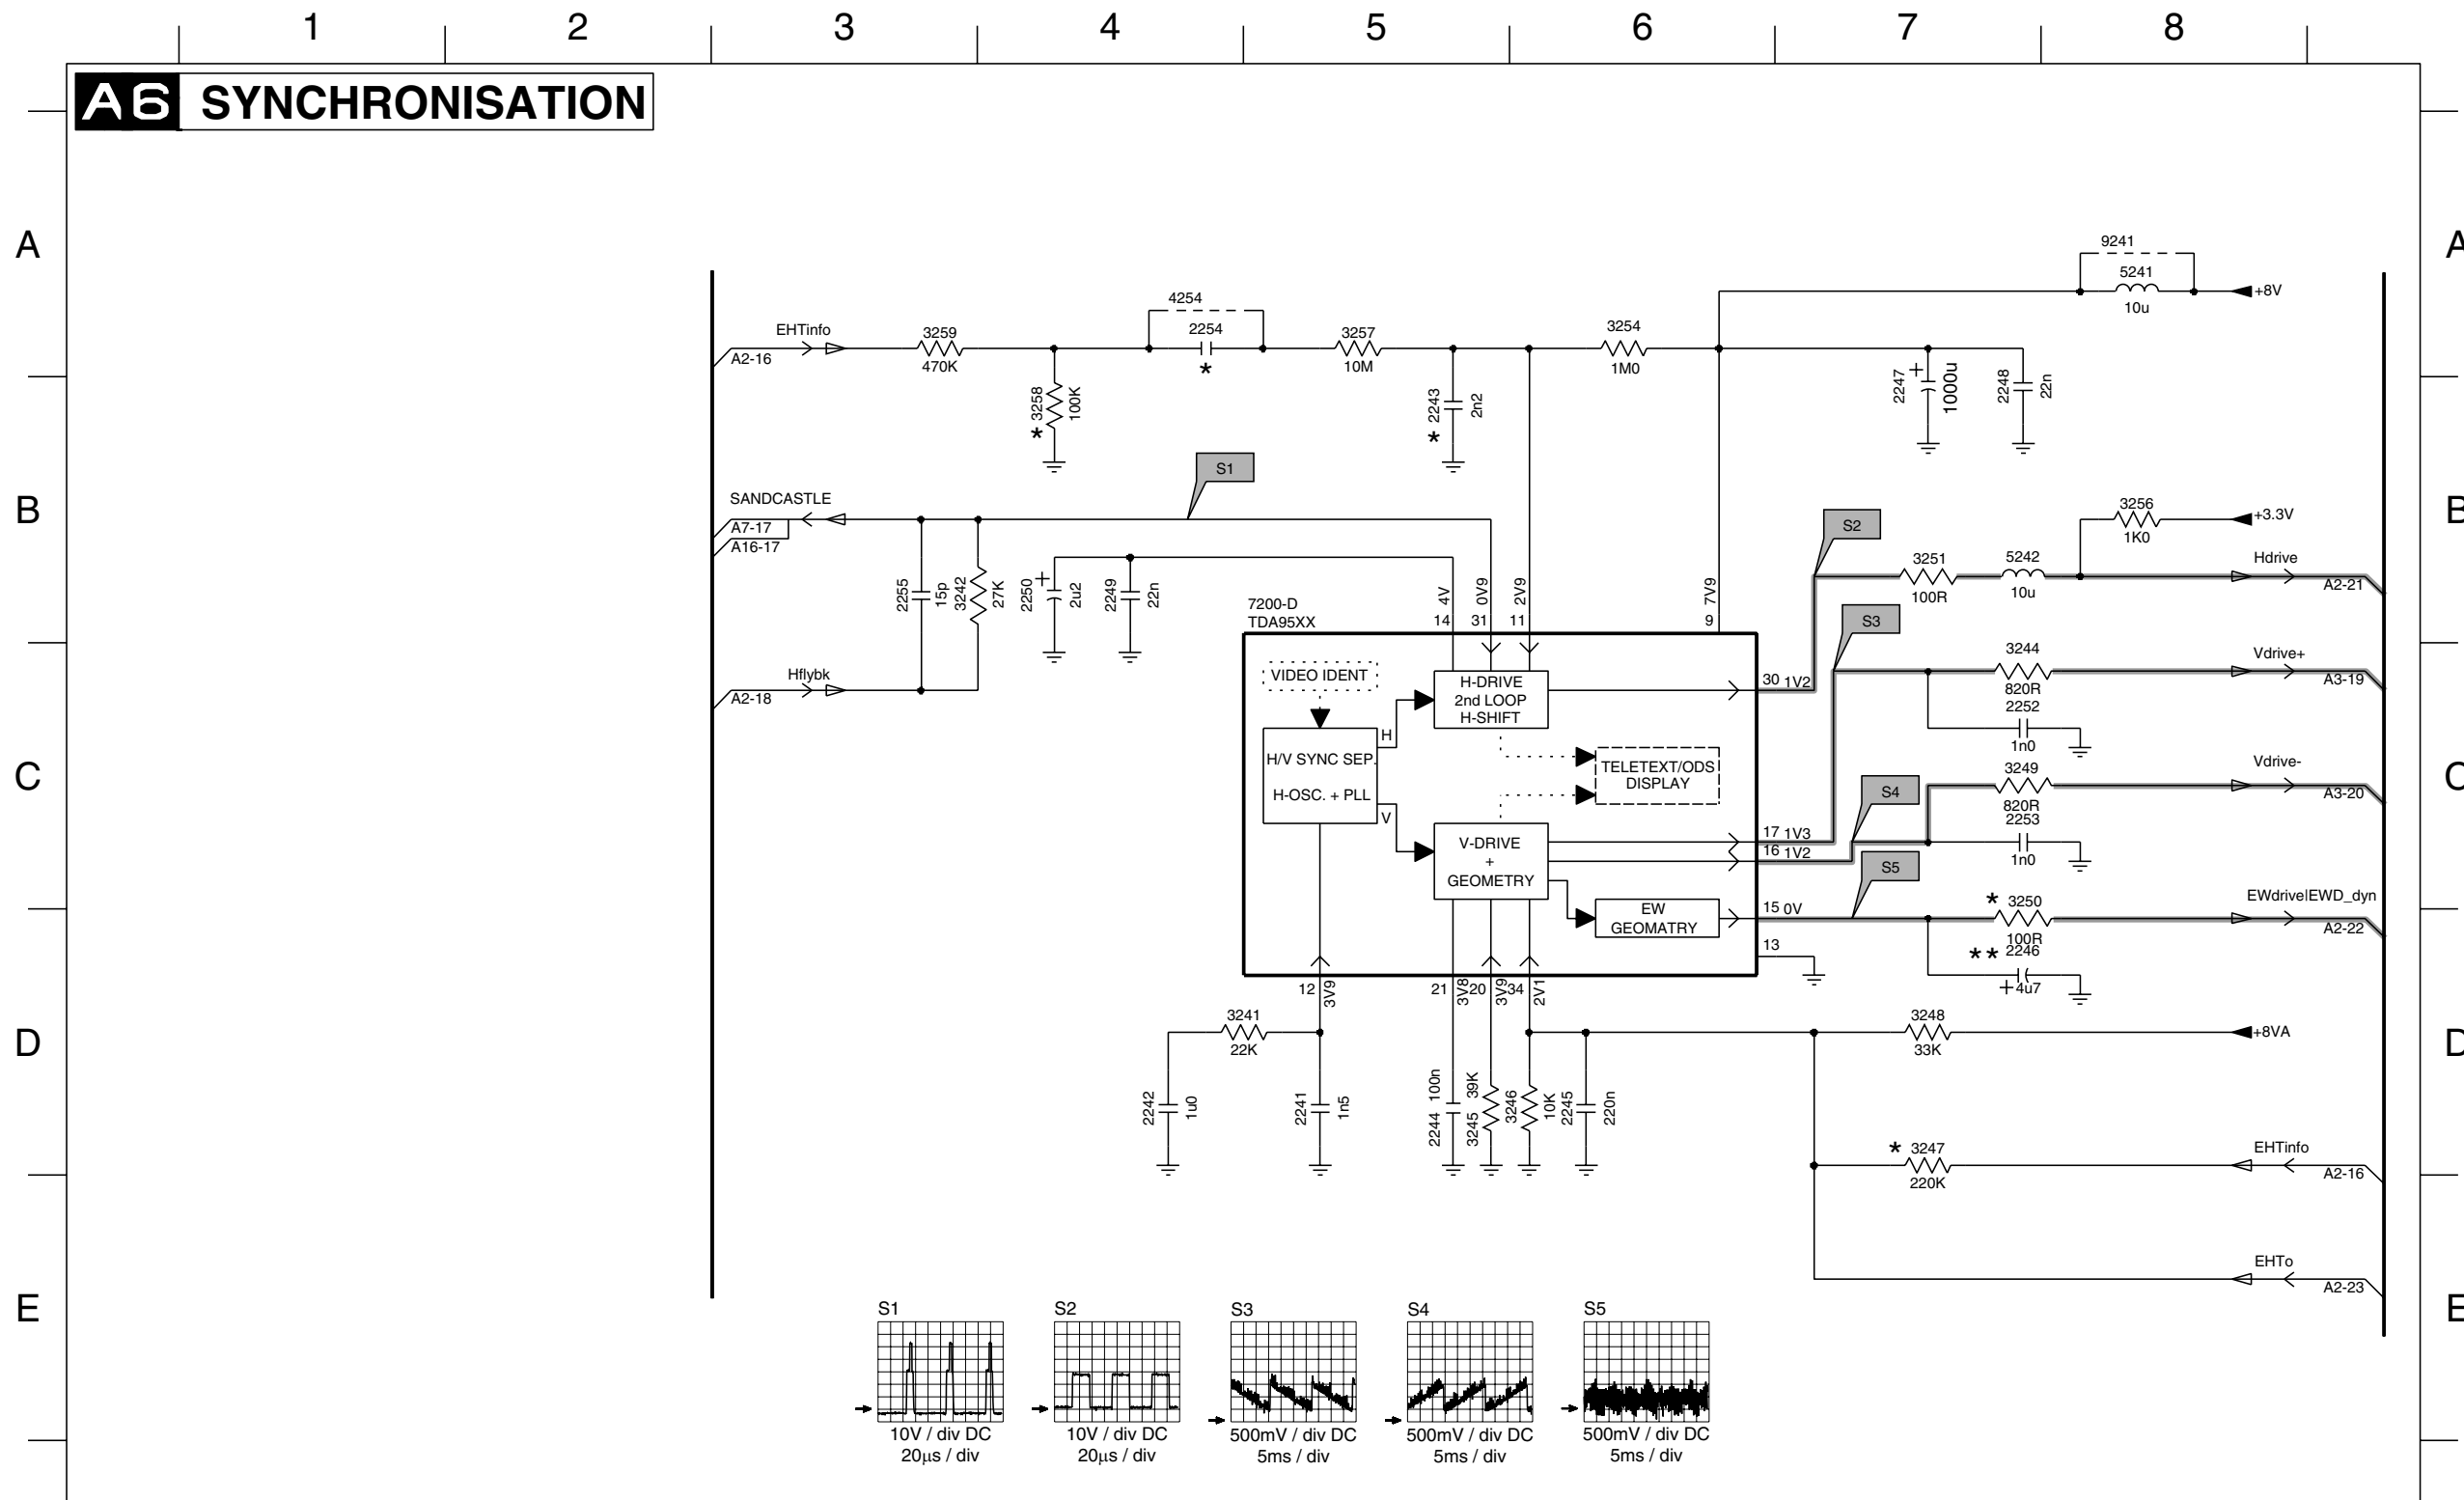 1 2 3 4 5 6 7 8
A6 SYNCHRONISATION
A
A
B
B
C
C
D
D
E
E
9241
5241
10u
+8V
4254
2254
*
EHTinfo
A2-16
3259
470K
3257
10M
3254
1M0
3258
100K
*
2243
2n2
*
2247
+
1000u
2248
22n
S1
SANDCASTLE
A7-17
A16-17
2255
15p
3242
27K
2250
+
2u2
2249
22n
Hflybk
A2-18
7200-D
TDA95XX
4V
14
0V9
31
2V9
11
7V9
9
S2
3256
1K0
+3.3V
3251
100R
5242
10u
Hdrive
A2-21
S3
VIDEO IDENT
H-DRIVE
2nd LOOP
H-SHIFT
30 1V2
3244
820R
Vdrive+
A3-19
2252
1n0
H/V SYNC SEP.
H-OSC. + PLL
H
V
TELETEXT/ODS
DISPLAY
S4
3249
820R
Vdrive-
A3-20
2253
1n0
V-DRIVE
+
GEOMETRY
17 1V3
16 1V2
S5
EW
GEOMATRY
15 0V
13
*
3250
100R
EWdrive|EWD_dyn
A2-22
**
2246
+4u7
12
3V9
21
3V8
20
3V9
34
2V1
3241
22K
3248
33K
+8VA
2242
1u0
2241
1n5
2244
100n
3245
39K
3246
10K
2245
220n
*
3247
220K
EHTinfo
A2-16
EHTo
A2-23
S1
10V / div DC
20µs / div
S2
10V / div DC
20µs / div
S3
500mV / div DC
5ms / div
S4
500mV / div DC
5ms / div
S5
500mV / div DC
5ms / div